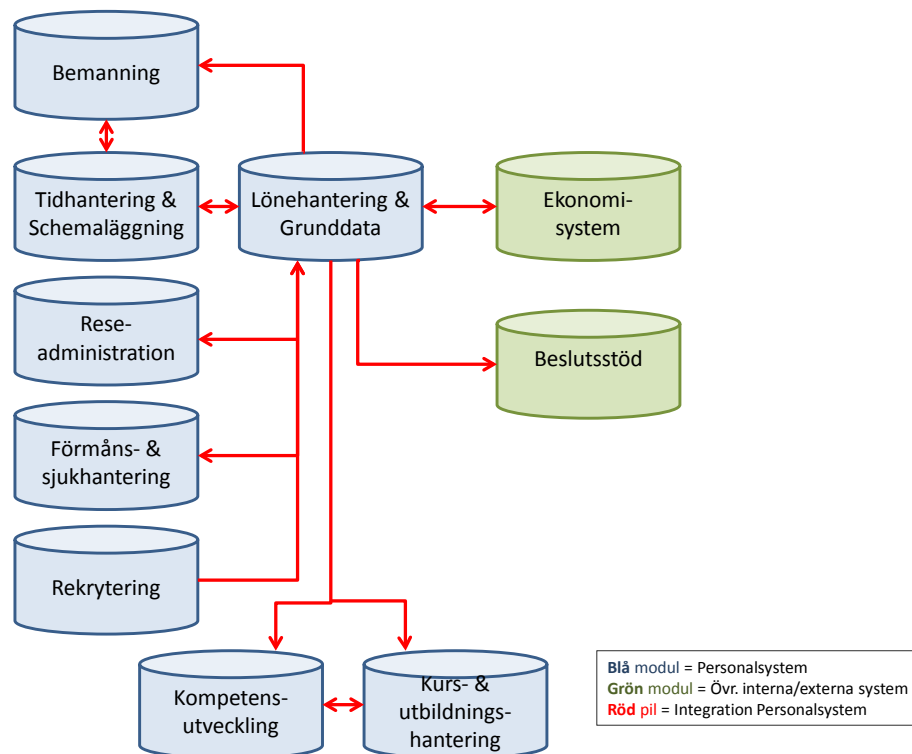 Bemanning
Tidhantering &
Schemaläggning
Lönehantering &
Grunddata
Ekonomi-
system
Rese-
administration
Beslutsstöd
Förmåns- &
sjukhantering
Rekrytering
Kompetens-
utveckling
Kurs- &
utbildnings-
hantering
Blå modul = Personalsystem
Grön modul = Övr. interna/externa system
Röd pil = Integration Personalsystem